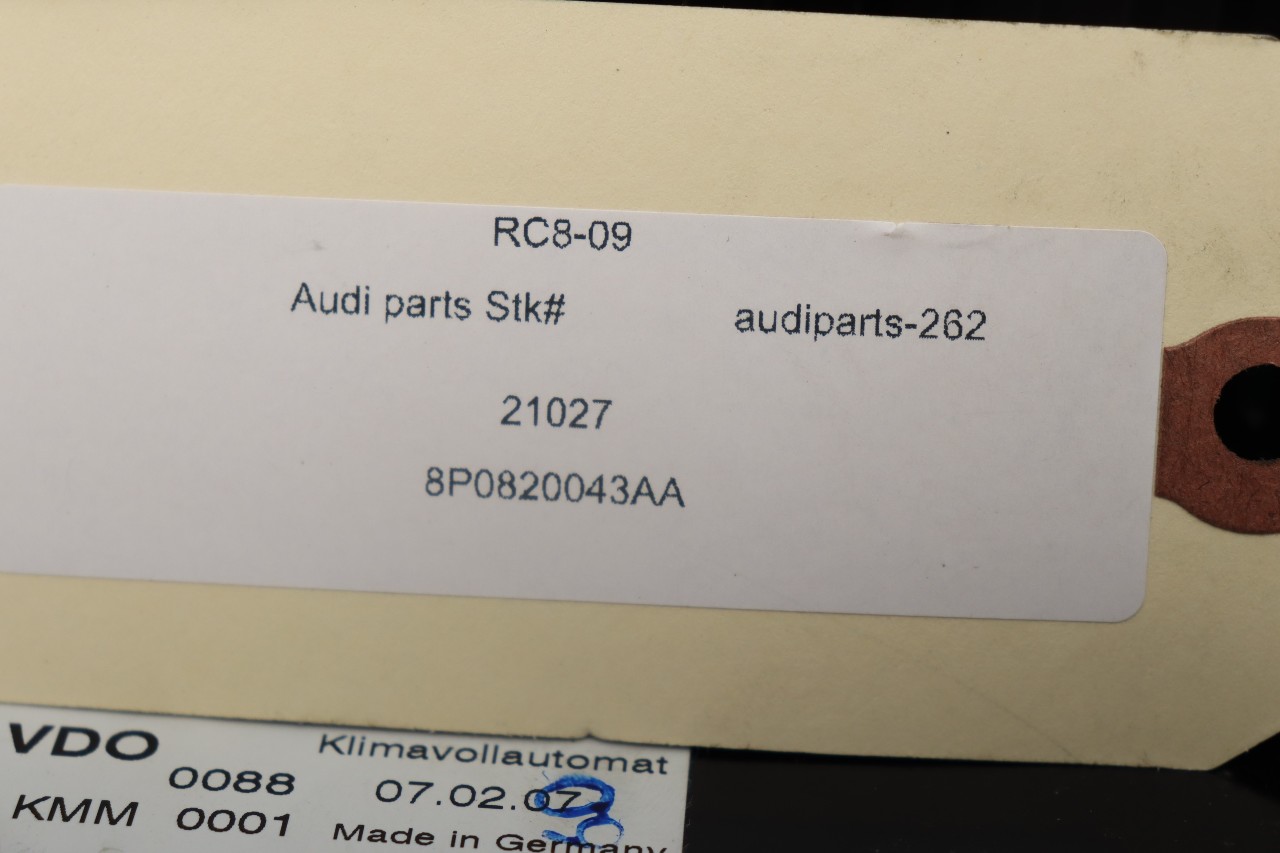 RC8-09
Audi parts Stk# audiparts-262
21027
8P0820043AA
VDO Klimavollautomat
0088 07.02.07
KMM 0001 Made in Germany